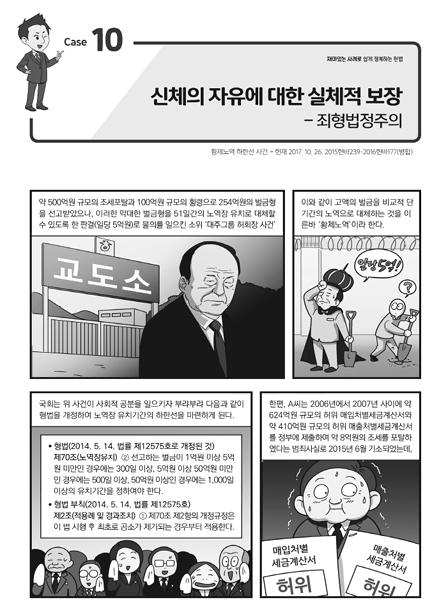 Case 10
재미있는 사례로 쉽게 정복하는 헌법
신체의 자유에 대한 실체적 보장
– 죄형법정주의
황제노역 하한선 사건 – 헌재 2017. 10. 26. 2015헌바239·2016헌바177(병합)
약 500억원 규모의 조세포탈과 100억원 규모의 횡령으로 254억원의 벌금형
을 선고받았으나, 이러한 막대한 벌금형을 51일간의 노역장 유치로 대체할
수 있도록 한 판결(일당 5억원)로 물의를 일으킨 소위 '대주그룹 허회장 사건'
교도소
이와 같이 고액의 벌금을 비교적 단
기간의 노역으로 대체하는 것을 이
른바 '황제노역'이라 한다.
일당 5억!
?
국회는 위 사건이 사회적 공분을 일으키자 부랴부랴 다음과 같이
형법을 개정하여 노역장 유치기간의 하한선을 마련하게 된다.
• 형법(2014. 5. 14. 법률 제12575호로 개정된 것)
제70조(노역장유치) ② 선고하는 벌금이 1억원 이상 5억
원 미만인 경우에는 300일 이상, 5억원 이상 50억원 미만
인 경우에는 500일 이상, 50억원 이상인 경우에는 1,000일
이상의 유치기간을 정하여야 한다.
• 형법 부칙(2014. 5. 14. 법률 제12575호)
제2조(적용례 및 경과조치) ① 제70조 제2항의 개정규정은
이 법 시행 후 최초로 공소가 제기되는 경우부터 적용한다.
한편, A씨는 2006년에서 2007년 사이에 약
624억원 규모의 허위 매입처별세금계산서와
약 410억원 규모의 허위 매출처별세금계산서
를 정부에 제출하여 약 8억원의 조세를 포탈하
였다는 범죄사실로 2015년 6월 기소되었는데,
매입처별
세금계산서
허위
매출처별
세금계산서
허위